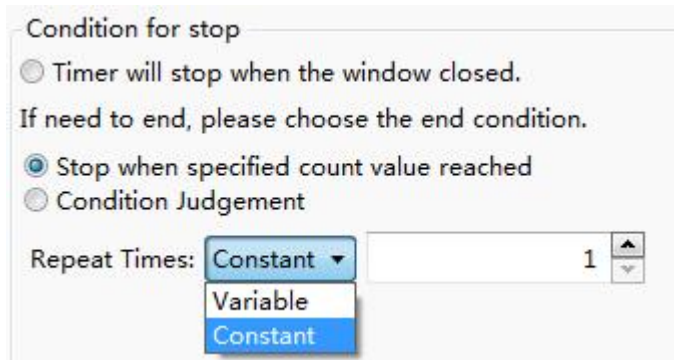 Condition for stop
Timer will stop when the window closed.
If need to end, please choose the end condition.
Stop when specified count value reached
Condition Judgement
Repeat Times: Constant 1
Variable
Constant